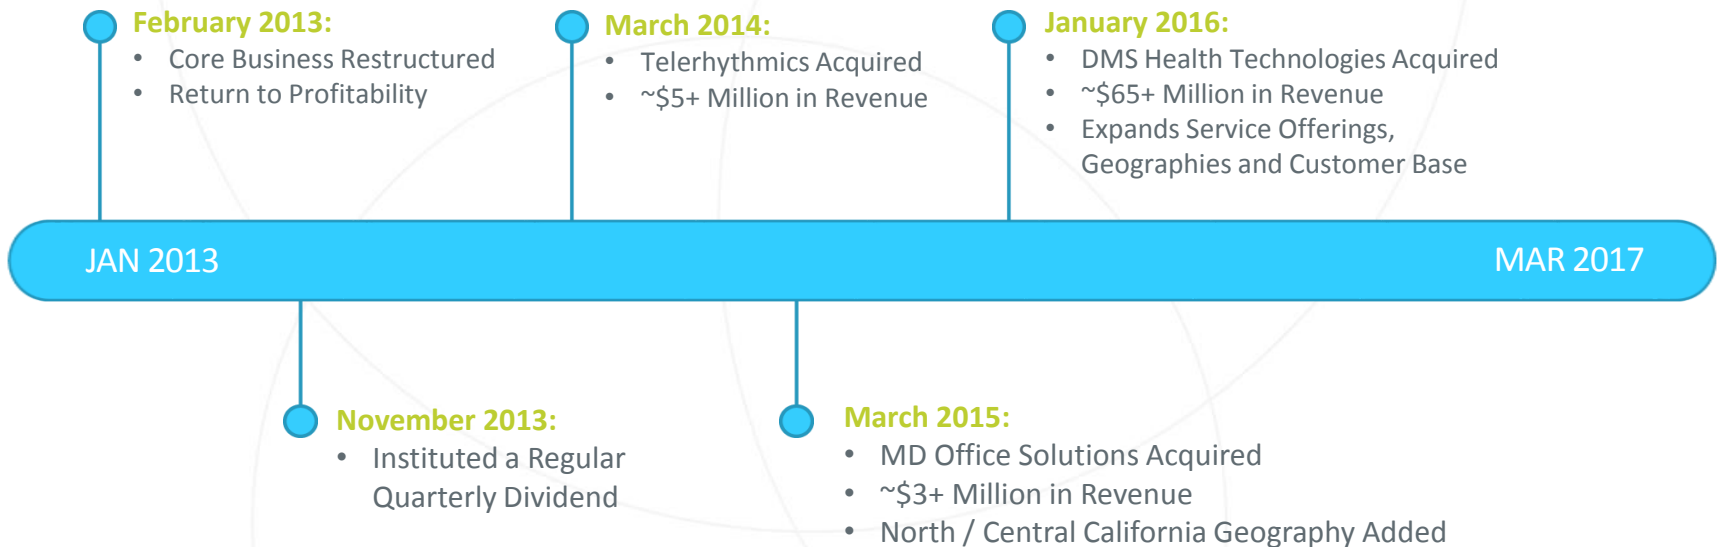 February 2013:
• Core Business Restructured
• Return to Profitability
March 2014:
• Telerhythmics Acquired
• ~$5+ Million in Revenue
January 2016:
• DMS Health Technologies Acquired
• ~$65+ Million in Revenue
• Expands Service Offerings,
Geographies and Customer Base
JAN 2013
MAR 2017
November 2013:
• Instituted a Regular
Quarterly Dividend
March 2015:
• MD Office Solutions Acquired
• ~$3+ Million in Revenue
• North / Central California Geography Added